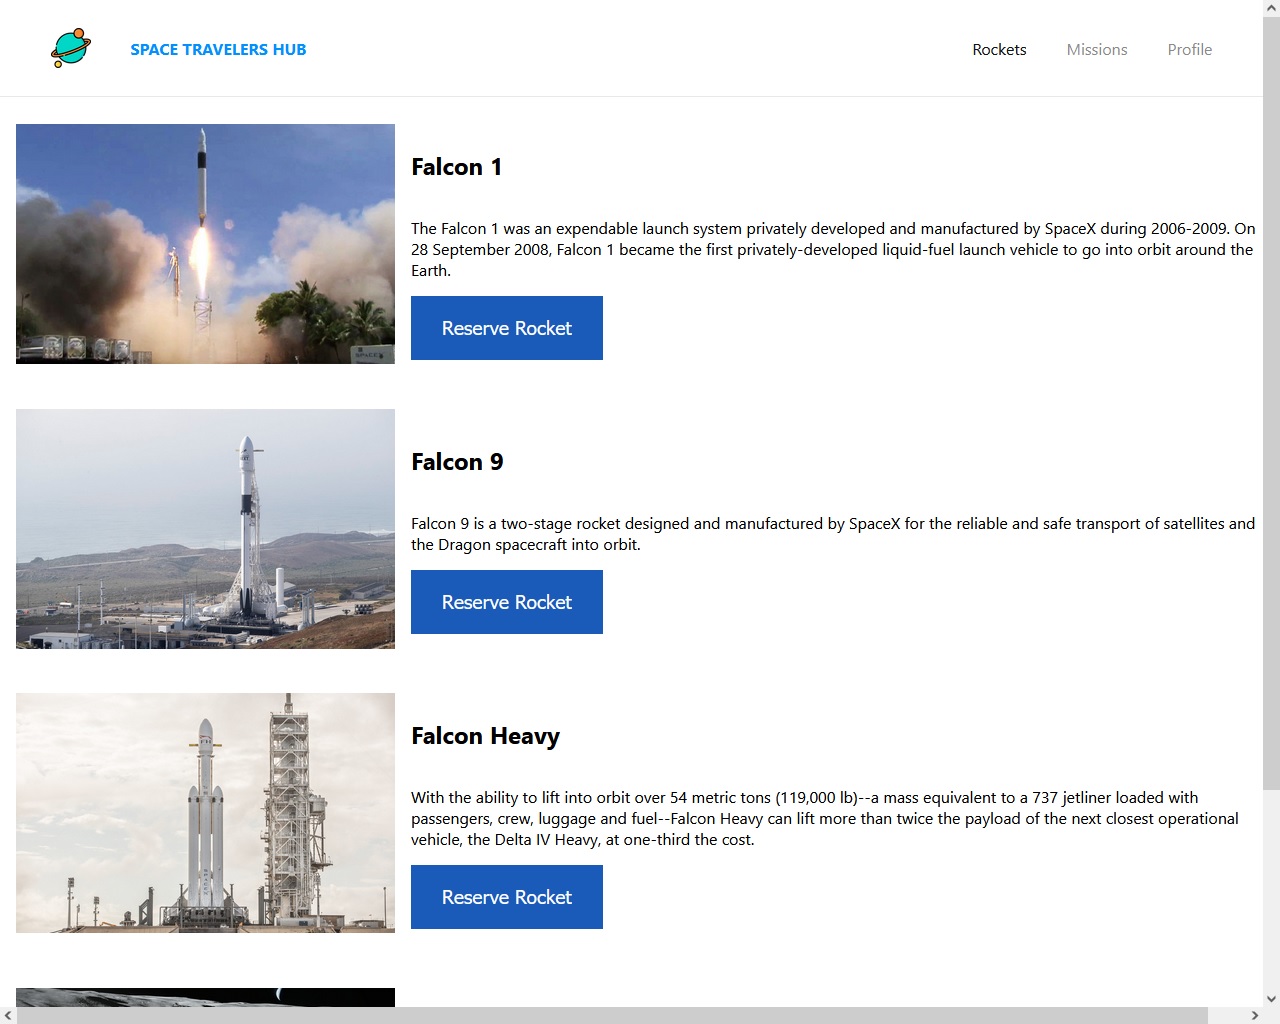 SPACE TRAVELERS HUB
Rockets Missions Profile
Falcon 1
The Falcon 1 was an expendable launch system privately developed and manufactured by SpaceX during 2006-2009. On
28 September 2008, Falcon 1 became the first privately-developed liquid-fuel launch vehicle to go into orbit around the
Earth.
Reserve Rocket
Falcon 9
Falcon 9 is a two-stage rocket designed and manufactured by SpaceX for the reliable and safe transport of satellites and
the Dragon spacecraft into orbit.
Reserve Rocket
Falcon Heavy
With the ability to lift into orbit over 54 metric tons (119,000 lb)--a mass equivalent to a 737 jetliner loaded with
passengers, crew, luggage and fuel--Falcon Heavy can lift more than twice the payload of the next closest operational
vehicle, the Delta IV Heavy, at one-third the cost.
Reserve Rocket